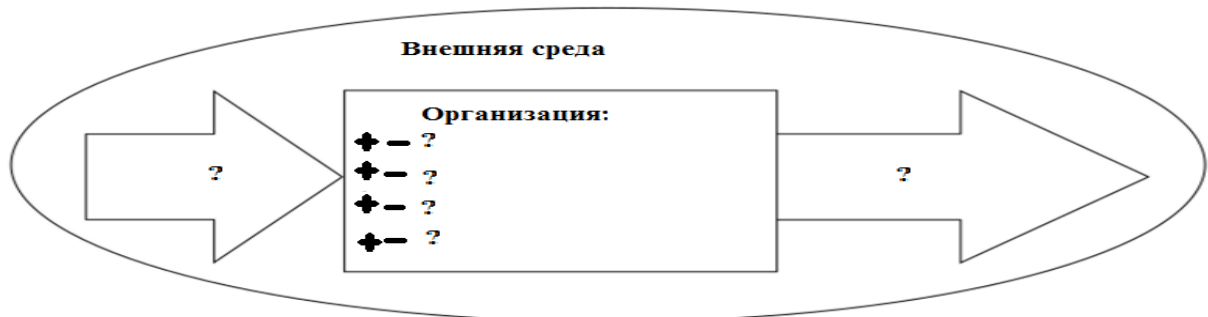 Внешняя среда
Организация:
+ – ?
+ – ?
+ – ?
+ – ?
?
?